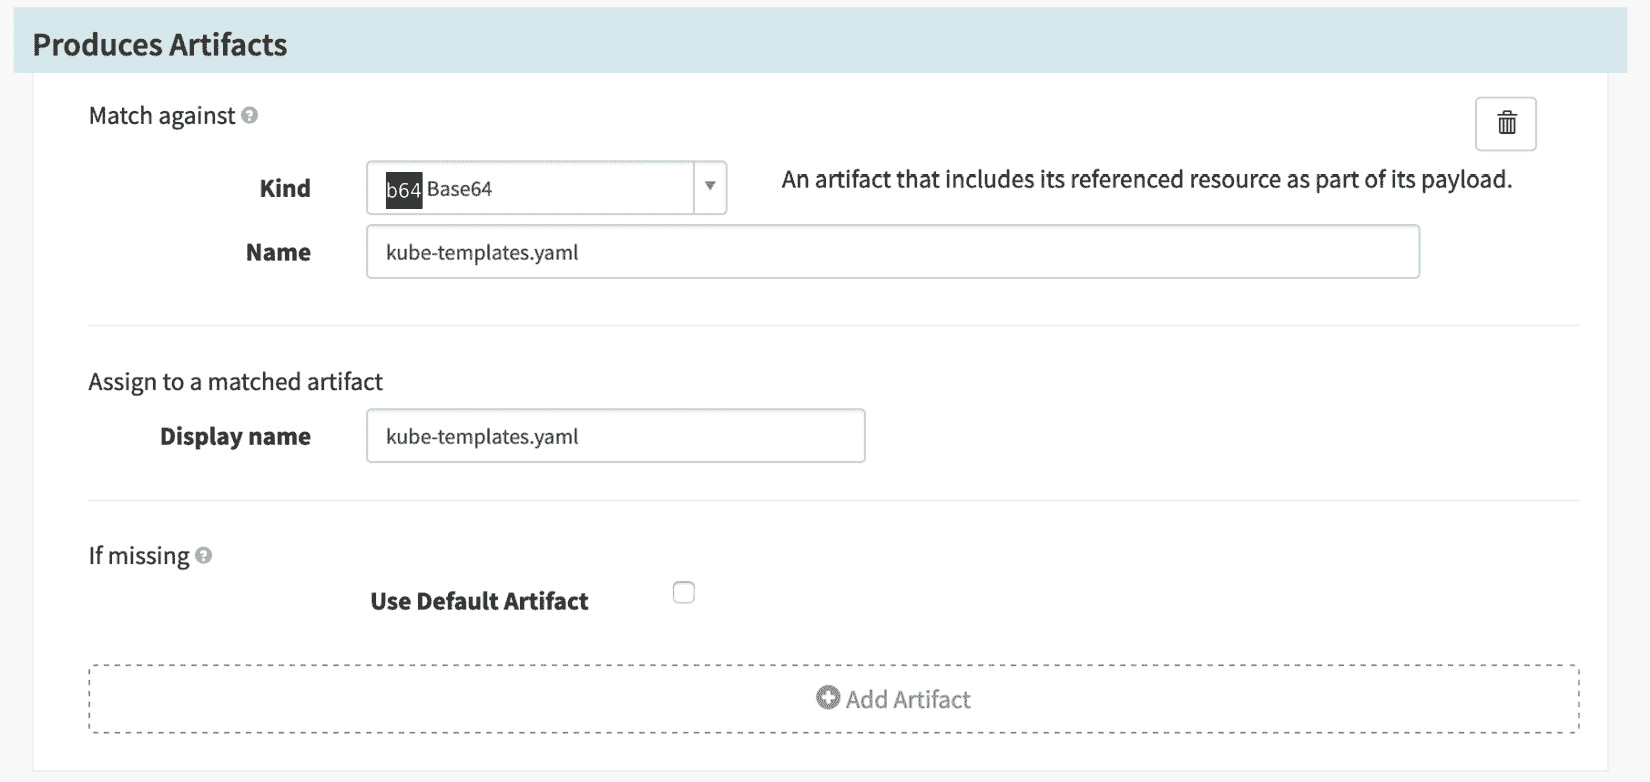 Produces Artifacts
Match against ?
Kind b64 Base64 An artifact that includes its referenced resource as part of its payload.
Name kube-templates.yaml
Assign to a matched artifact
Display name kube-templates.yaml
If missing ?
Use Default Artifact
Add Artifact